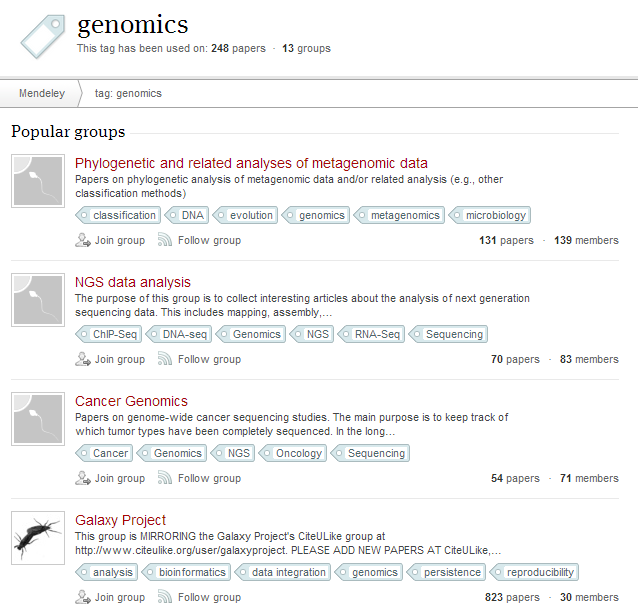 genomics
This tag has been used on: 248 papers · 13 groups
Mendeley
tag: genomics
Popular groups
Phylogenetic and related analyses of metagenomic data
Papers on phylogenetic analysis of metagenomic data and/or related analysis (e.g., other
classification methods)
classification DNA evolution genomics metagenomics microbiology
Join group Follow group 131 papers · 139 members
NGS data analysis
The purpose of this group is to collect interesting articles about the analysis of next generation
sequencing data. This includes mapping, assembly,...
ChIP-Seq DNA-seq Genomics NGS RNA-Seq Sequencing
Join group Follow group 70 papers · 83 members
Cancer Genomics
Papers on genome-wide cancer sequencing studies. The main purpose is to keep track of
which tumor types have been completely sequenced. In the long...
Cancer Genomics NGS Oncology Sequencing
Join group Follow group 54 papers · 71 members
Galaxy Project
This group is MIRRORING the Galaxy Project's CiteULike group at
http://www.citeulike.org/user/galaxyproject. PLEASE ADD NEW PAPERS AT CiteULike,...
analysis bioinformatics data integration genomics persistence reproducibility
Join group Follow group 823 papers · 30 members